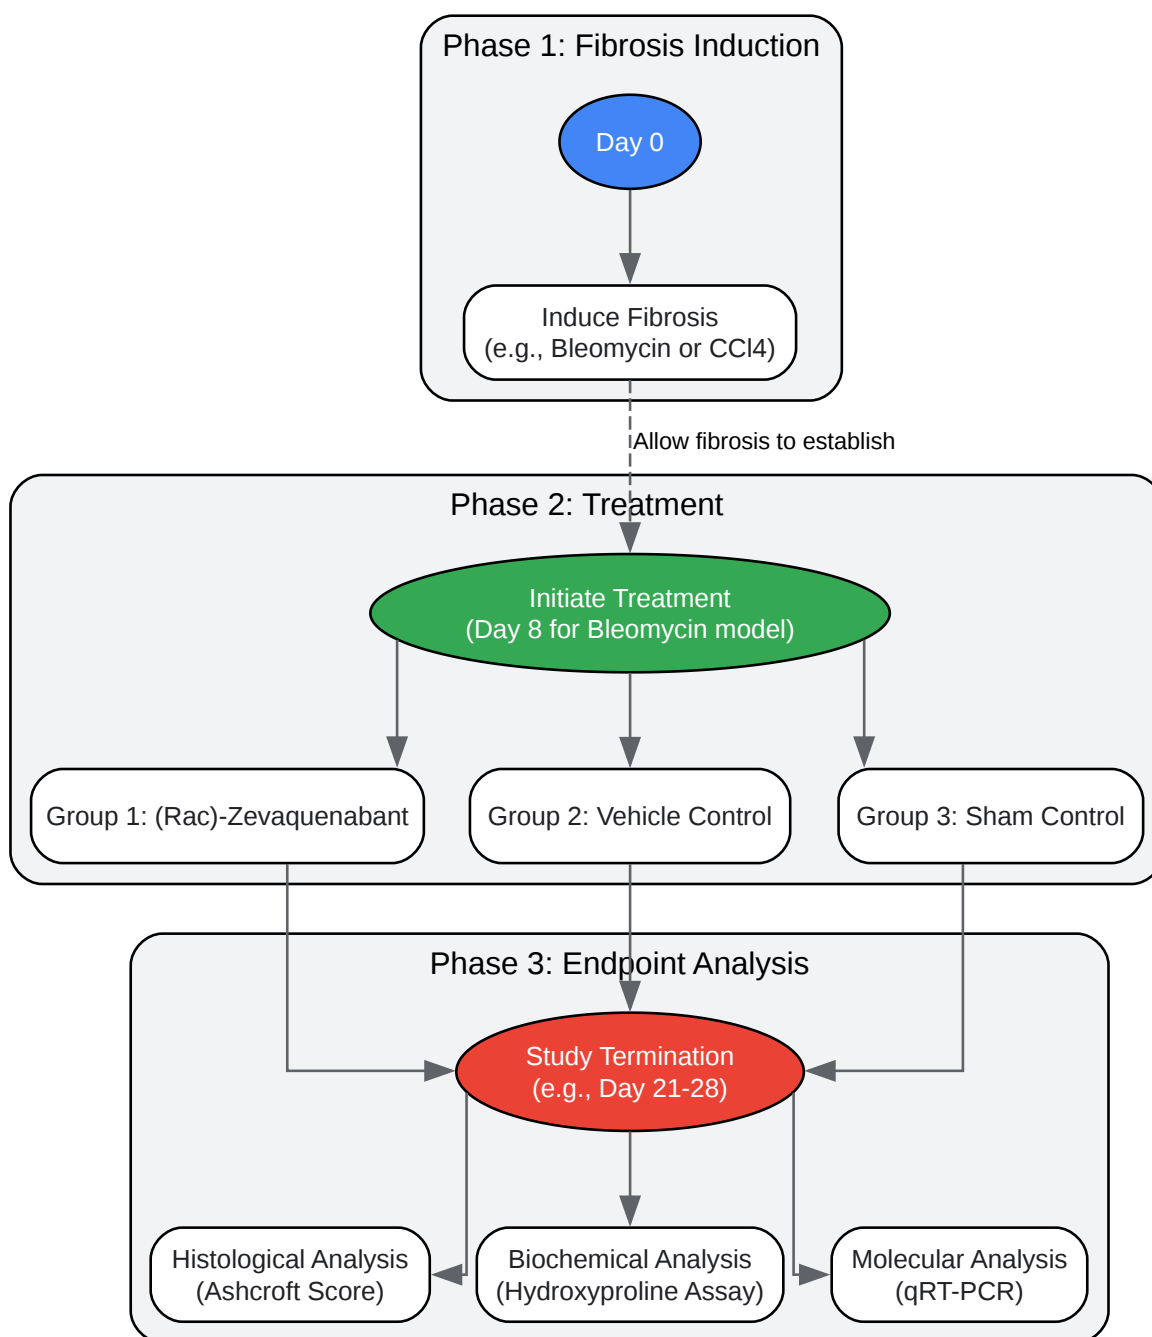 Phase 1: Fibrosis Induction
Day 0
Induce Fibrosis
(e.g., Bleomycin or CCl4)
Allow fibrosis to establish
Phase 2: Treatment
Initiate Treatment
(Day 8 for Bleomycin model)
Group 1: (Rac)-Zevaquenabant
Group 2: Vehicle Control
Group 3: Sham Control
Phase 3: Endpoint Analysis
Study Termination
(e.g., Day 21-28)
Histological Analysis
(Ashcroft Score)
Biochemical Analysis
(Hydroxyproline Assay)
Molecular Analysis
(qRT-PCR)